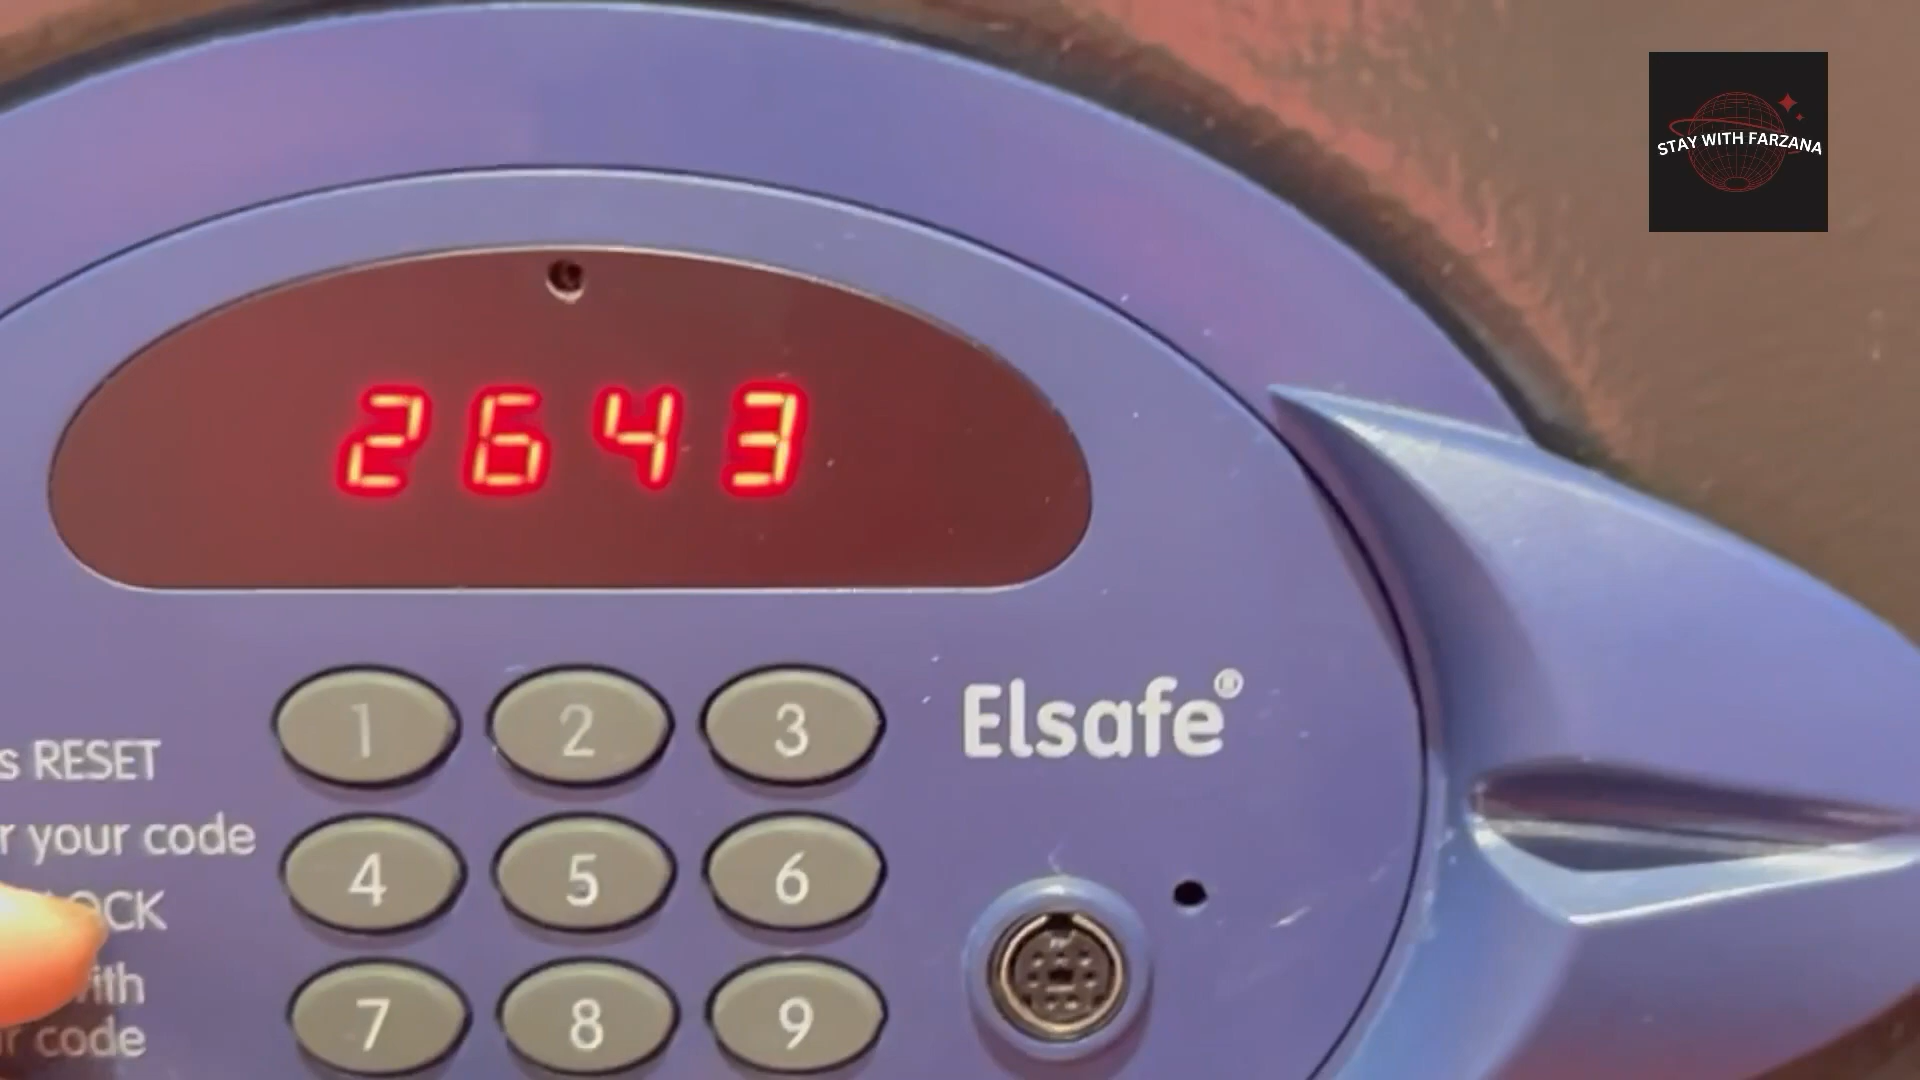 STAY WITH FARZANA
2643
1 2 3
Elsafe®
s RESET
r your code
4 5 6
OCK
with
r code
7 8 9